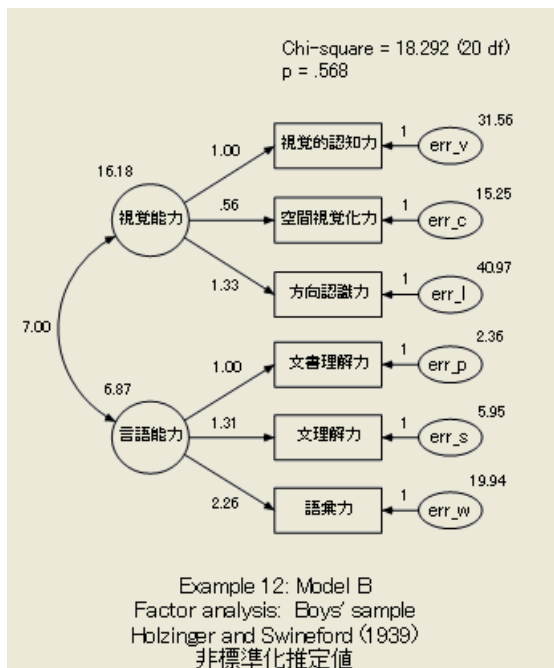 Chi-square = 18.292 (20 df)
p = .568
31.56
1.00
視覚的認知力
1
err_v
16.18
15.25
視覚能力
.56
空間視覚化力
1
err_c
40.97
1.33
方向認識力
1
err_l
7.00
2.36
6.87
1.00
文書理解力
1
err_p
5.95
言語能力
1.31
文理解力
1
err_s
19.94
2.26
語彙力
1
err_w
Example 12: Model B
Factor analysis: Boys' sample
Holzinger and Swineford (1939)
非標準化推定値